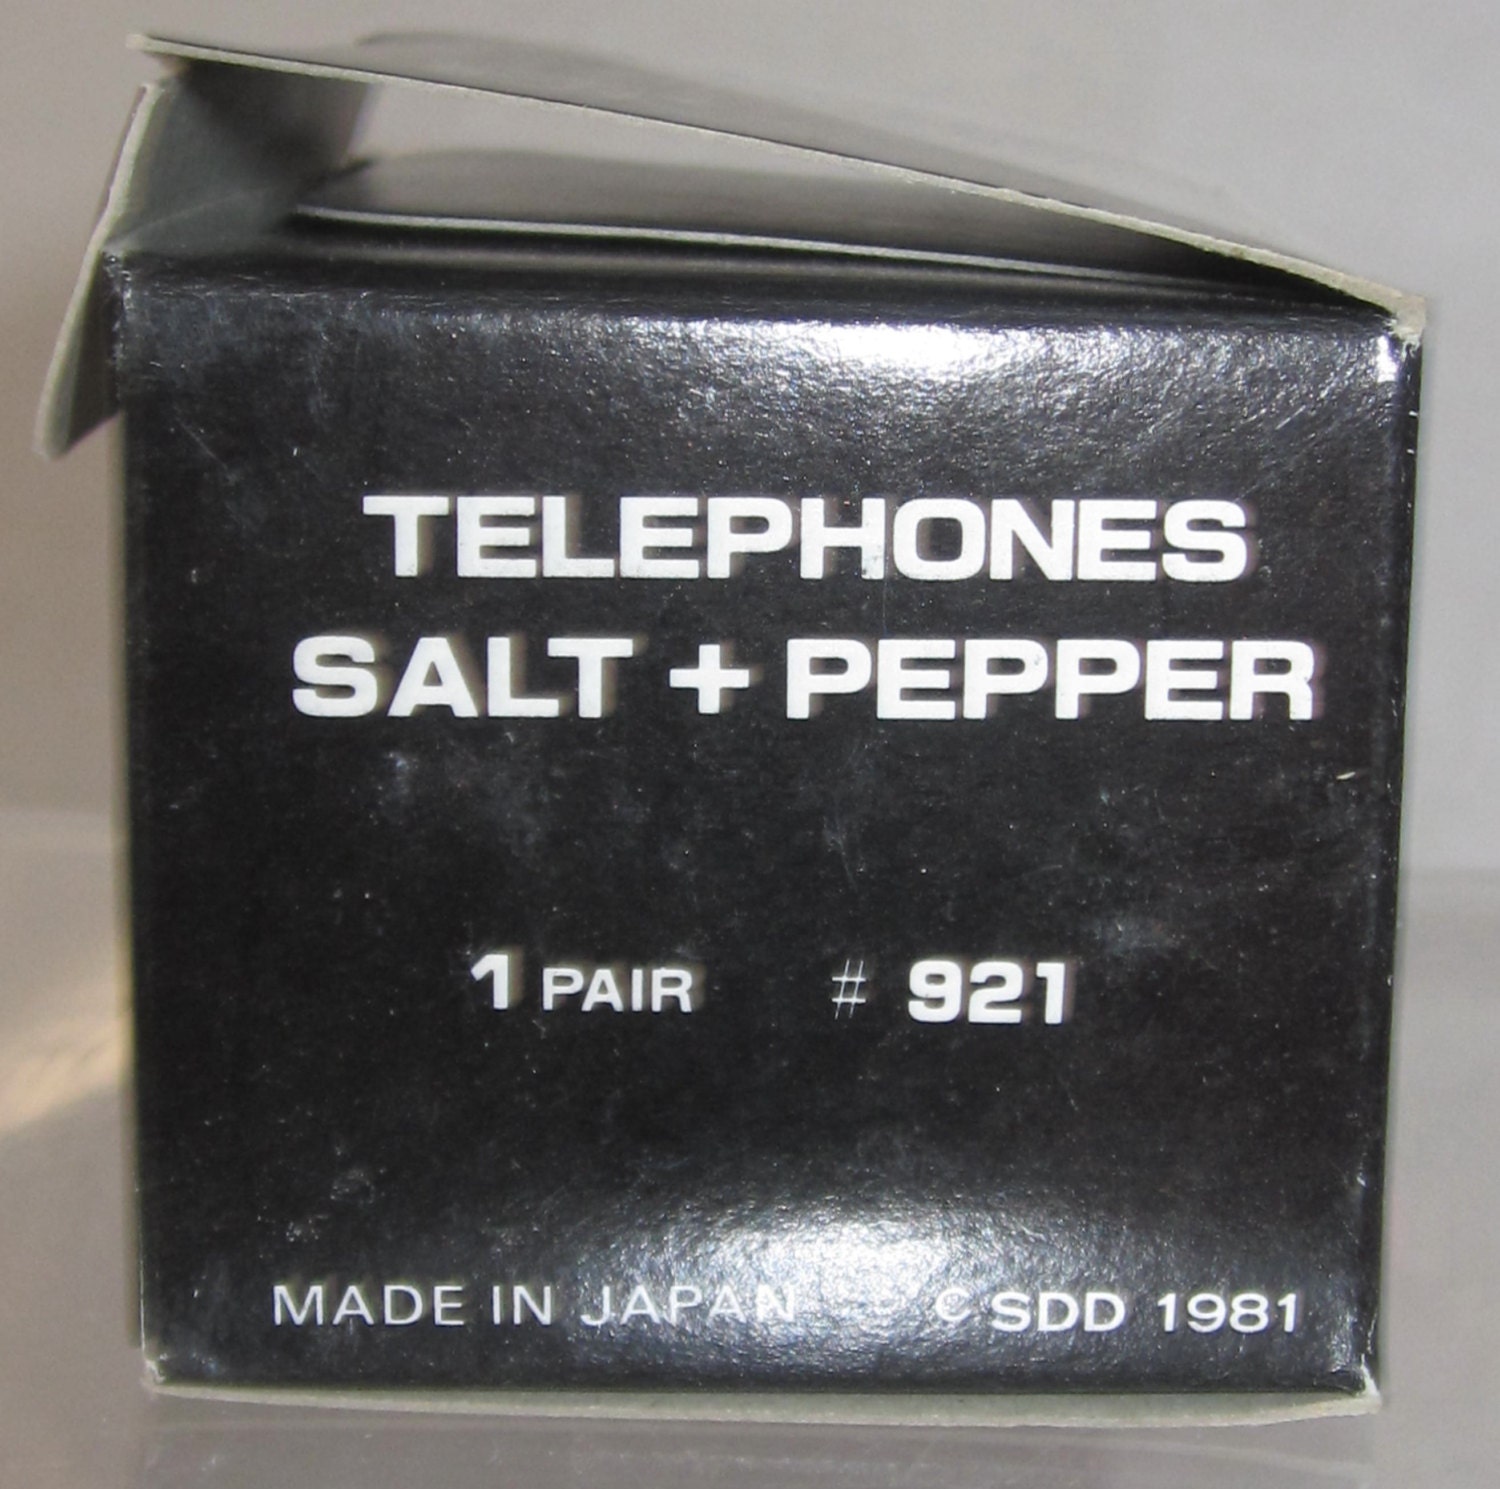 TELEPHONES
SALT + PEPPER
1 PAIR # 921
MADE IN JAPAN C SDD 1981